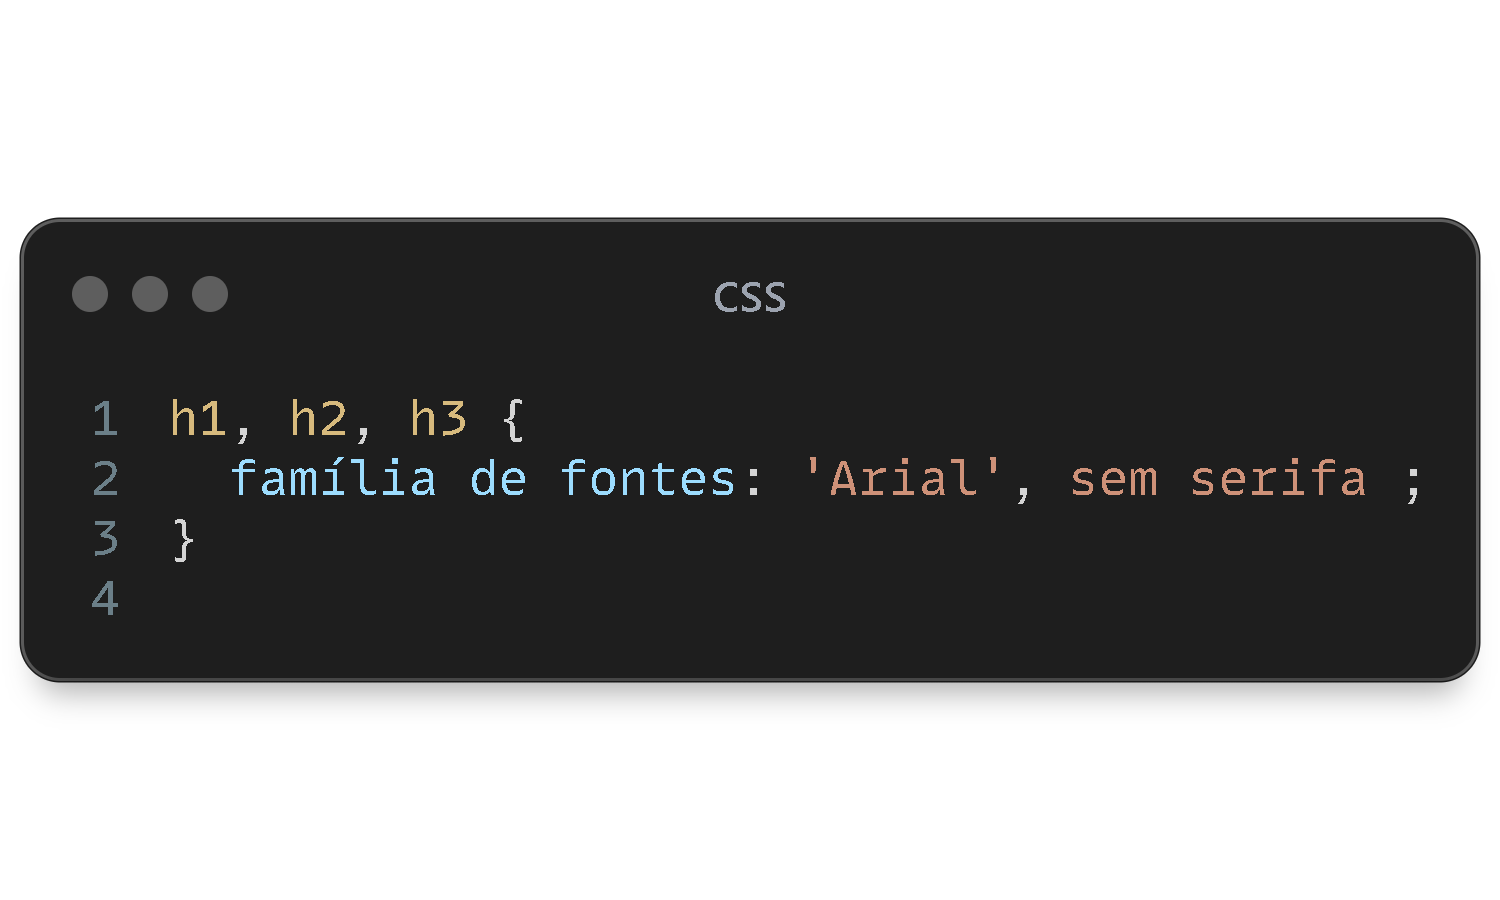 CSS
1 h1, h2, h3 {
2   família de fontes: 'Arial', sem serifa ;
3 }
4